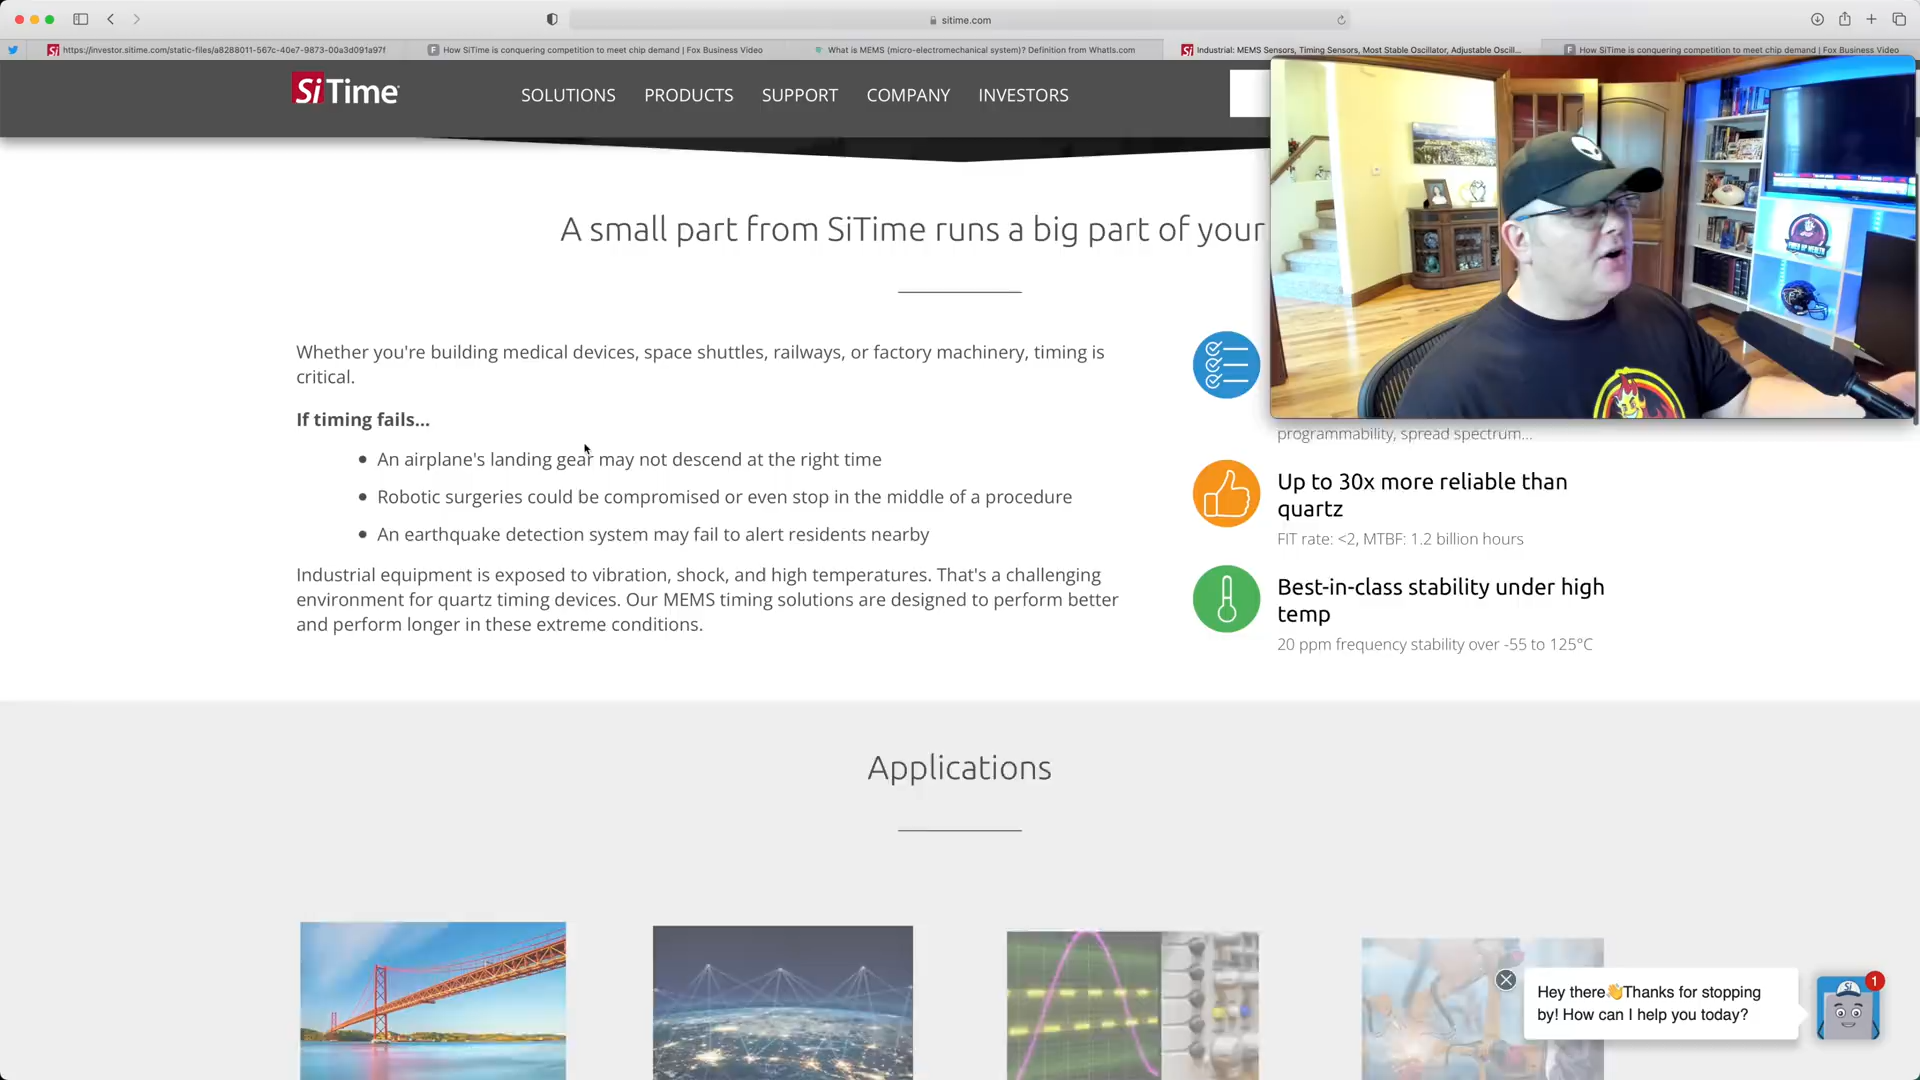 sitime.com
https://investor.sitime.com/static-files/a8288011-567c-40e7-9873-00a3d091a97f
How SiTime is conquering competition to meet chip demand | Fox Business Video
What is MEMS (micro-electromechanical system)? Definition from WhatIs.com
Industrial: MEMS Sensors, Timing Sensors, Most Stable Oscillator, Adjustable Oscill...
How SiTime is conquering competition to meet chip demand | Fox Business Video
SiTime
SOLUTIONS PRODUCTS SUPPORT COMPANY INVESTORS
A small part from SiTime runs a big part of your
Whether you're building medical devices, space shuttles, railways, or factory machinery, timing is
critical.
If timing fails...
• An airplane's landing gear may not descend at the right time
• Robotic surgeries could be compromised or even stop in the middle of a procedure
• An earthquake detection system may fail to alert residents nearby
Industrial equipment is exposed to vibration, shock, and high temperatures. That's a challenging
environment for quartz timing devices. Our MEMS timing solutions are designed to perform better
and perform longer in these extreme conditions.
programmability, spread spectrum...
Up to 30x more reliable than
quartz
FIT rate: <2, MTBF: 1.2 billion hours
Best-in-class stability under high
temp
20 ppm frequency stability over -55 to 125°C
Applications
Hey there👋Thanks for stopping
by! How can I help you today?
1
Si